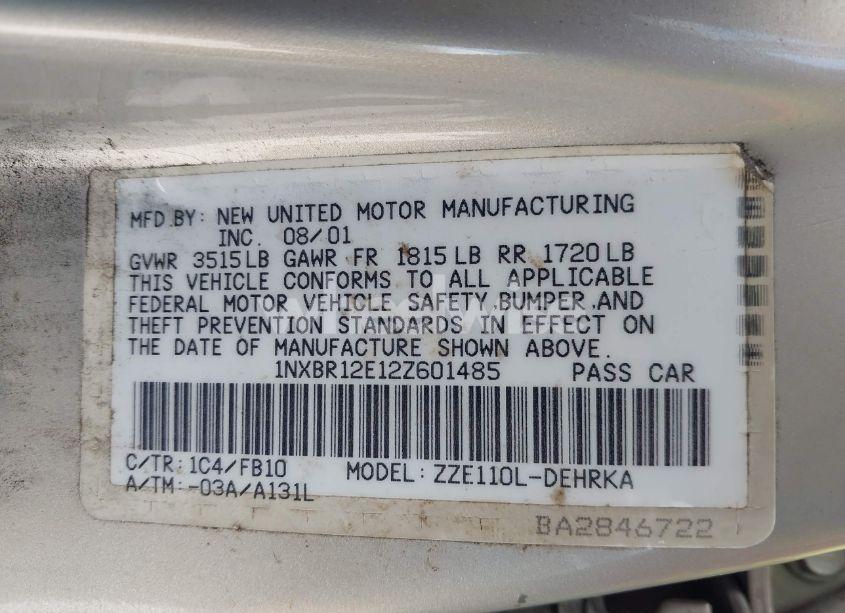 MFD.BY: NEW UNITED MOTOR MANUFACTURING
INC. 08/01
GVWR 3515LB GAWR FR 1815LB RR 1720LB
THIS VEHICLE CONFORMS TO ALL APPLICABLE
FEDERAL MOTOR VEHICLE SAFETY,BUMPER,AND
THEFT PREVENTION STANDARDS IN EFFECT ON
THE DATE OF MANUFACTURE SHOWN ABOVE.
1NXBR12E12Z601485 PASS CAR
C/TR: 1C4/FB10 MODEL: ZZE110L-DEHRKA
A/TM: -03A/A131L
BA2846722